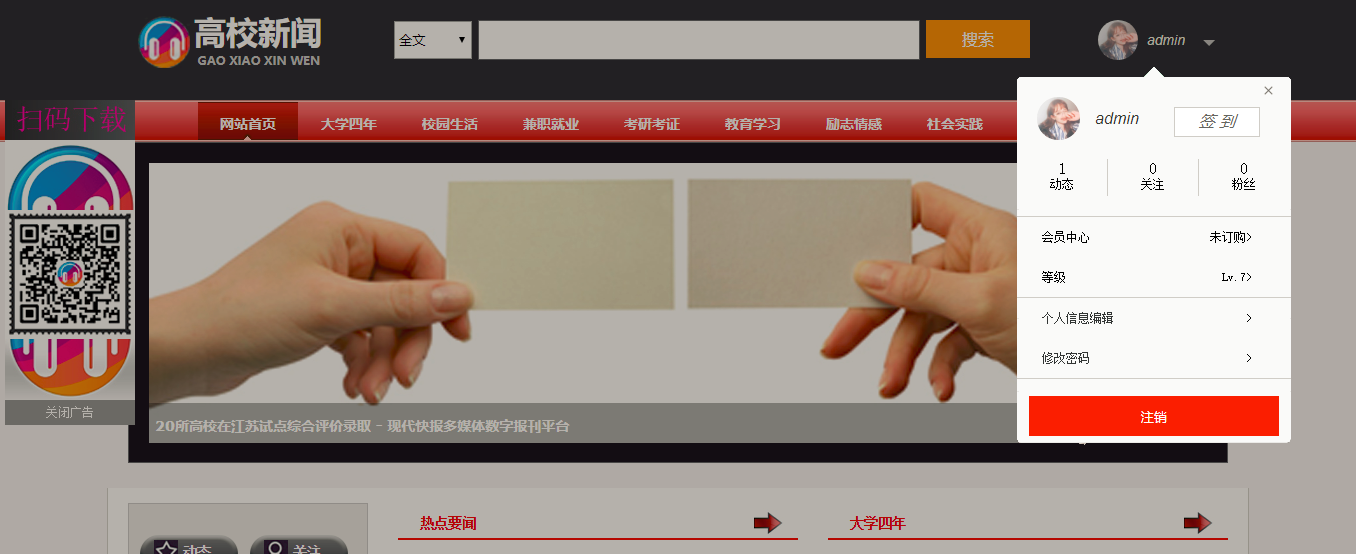 高校新闻
GAO XIAO XIN WEN
全文
搜索
admin
扫码下载
网站首页 大学四年 校园生活 兼职就业 考研考证 教育学习 励志情感 社会实践
×
admin
签到
1 0 0
动态 关注 粉丝
会员中心 未订购>
等级 Lv.7>
个人信息编辑 >
修改密码 >
注销
关闭广告
20所高校在江苏试点综合评价录取 - 现代快报多媒体数字报刊平台
热点要闻
大学四年
动态 关注